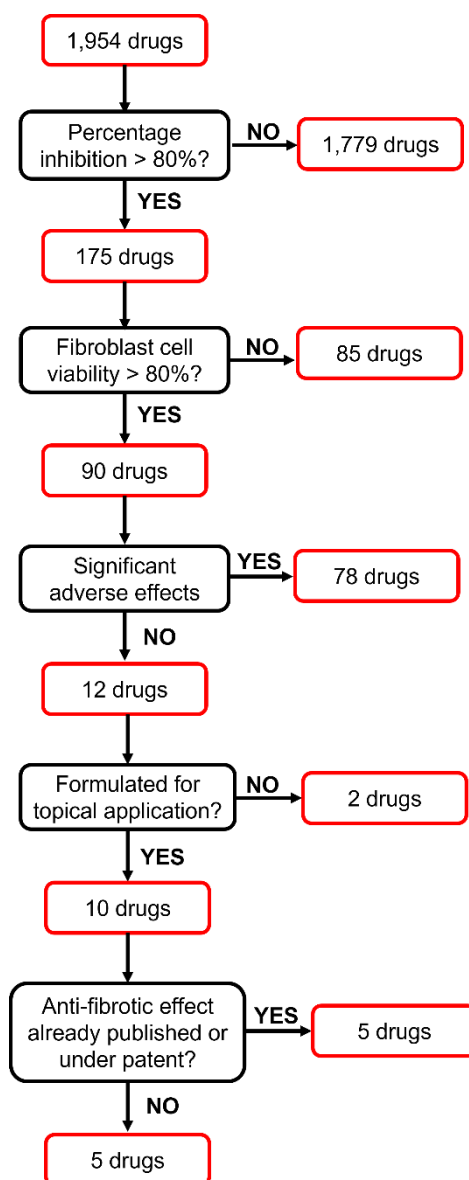 1,954 drugs
Percentage
inhibition > 80%?
NO
1,779 drugs
YES
175 drugs
Fibroblast cell
viability > 80%?
NO
85 drugs
YES
90 drugs
Significant
adverse effects
YES
78 drugs
NO
12 drugs
Formulated for
topical application?
NO
2 drugs
YES
10 drugs
Anti-fibrotic effect
already published or
under patent?
YES
5 drugs
NO
5 drugs